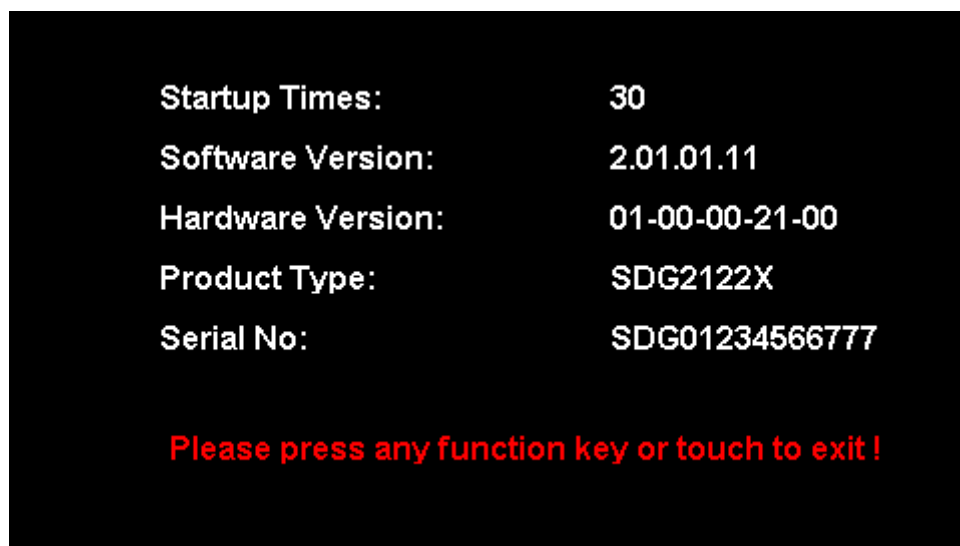 Startup Times: 30
Software Version: 2.01.01.11
Hardware Version: 01-00-00-21-00
Product Type: SDG2122X
Serial No: SDG01234566777
Please press any function key or touch to exit !